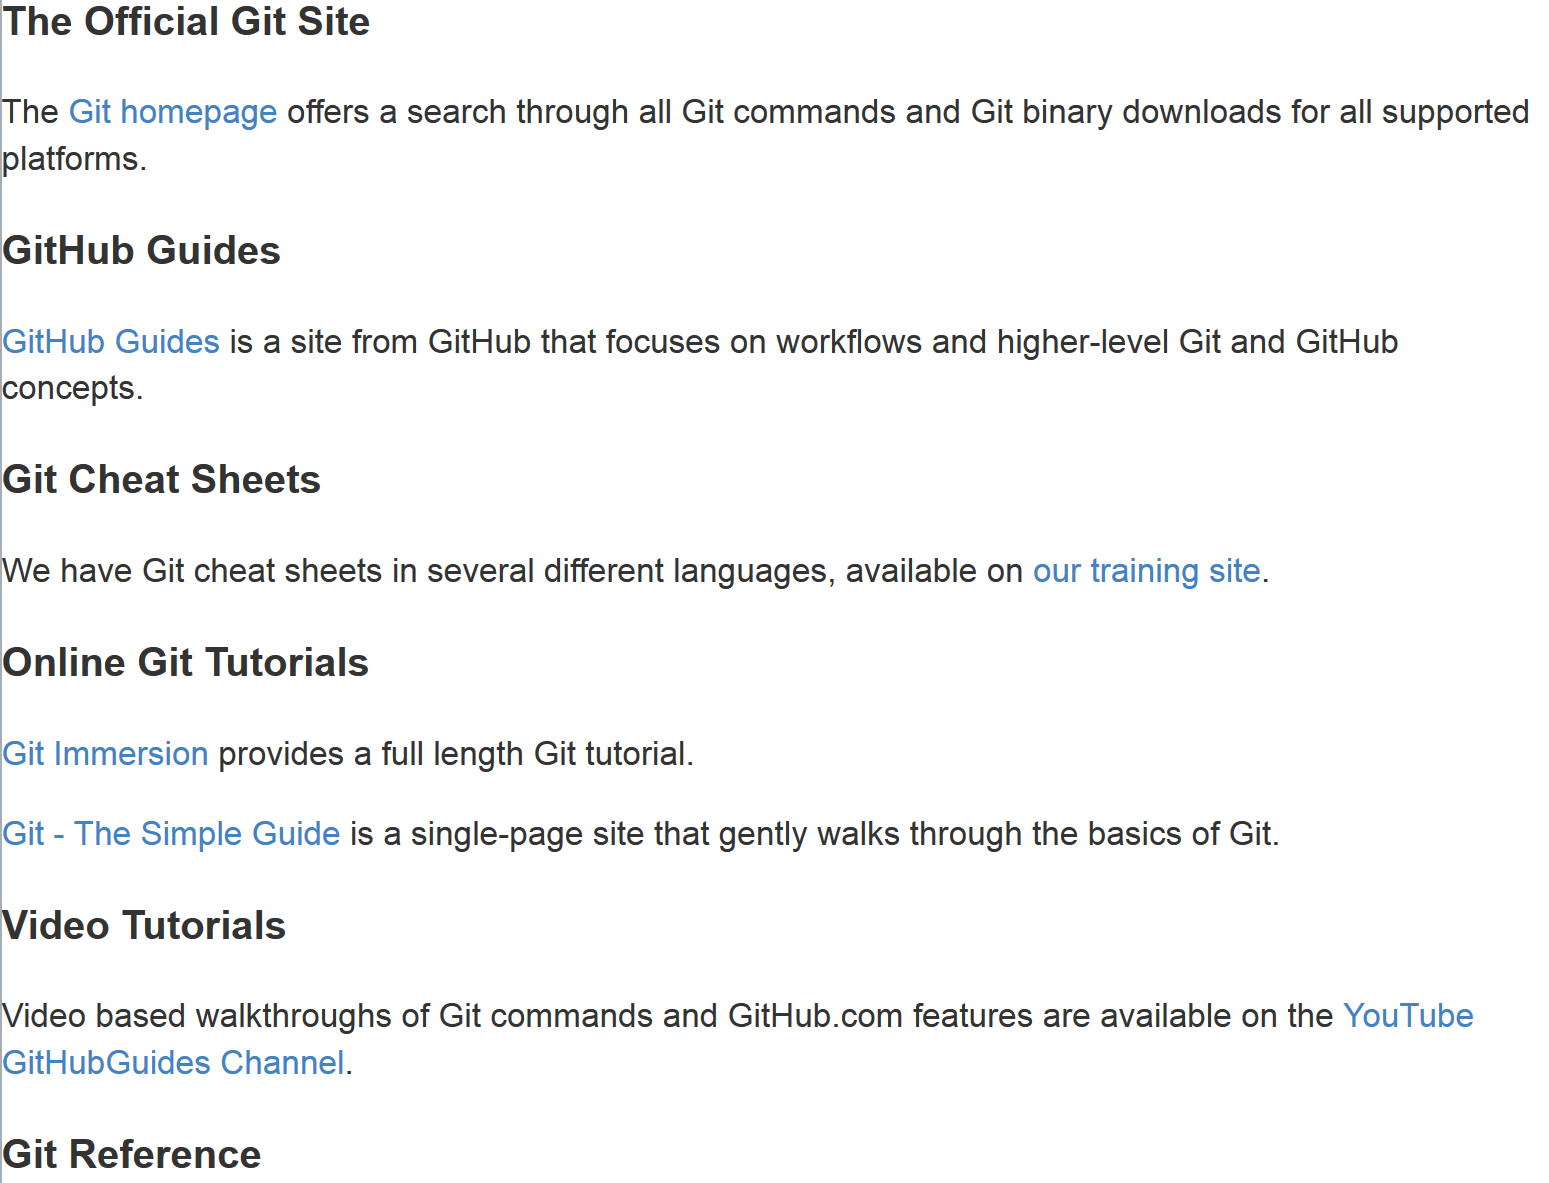 The Official Git Site
The Git homepage offers a search through all Git commands and Git binary downloads for all supported
platforms.
GitHub Guides
GitHub Guides is a site from GitHub that focuses on workflows and higher-level Git and GitHub
concepts.
Git Cheat Sheets
We have Git cheat sheets in several different languages, available on our training site.
Online Git Tutorials
Git Immersion provides a full length Git tutorial.
Git - The Simple Guide is a single-page site that gently walks through the basics of Git.
Video Tutorials
Video based walkthroughs of Git commands and GitHub.com features are available on the YouTube
GitHubGuides Channel.
Git Reference